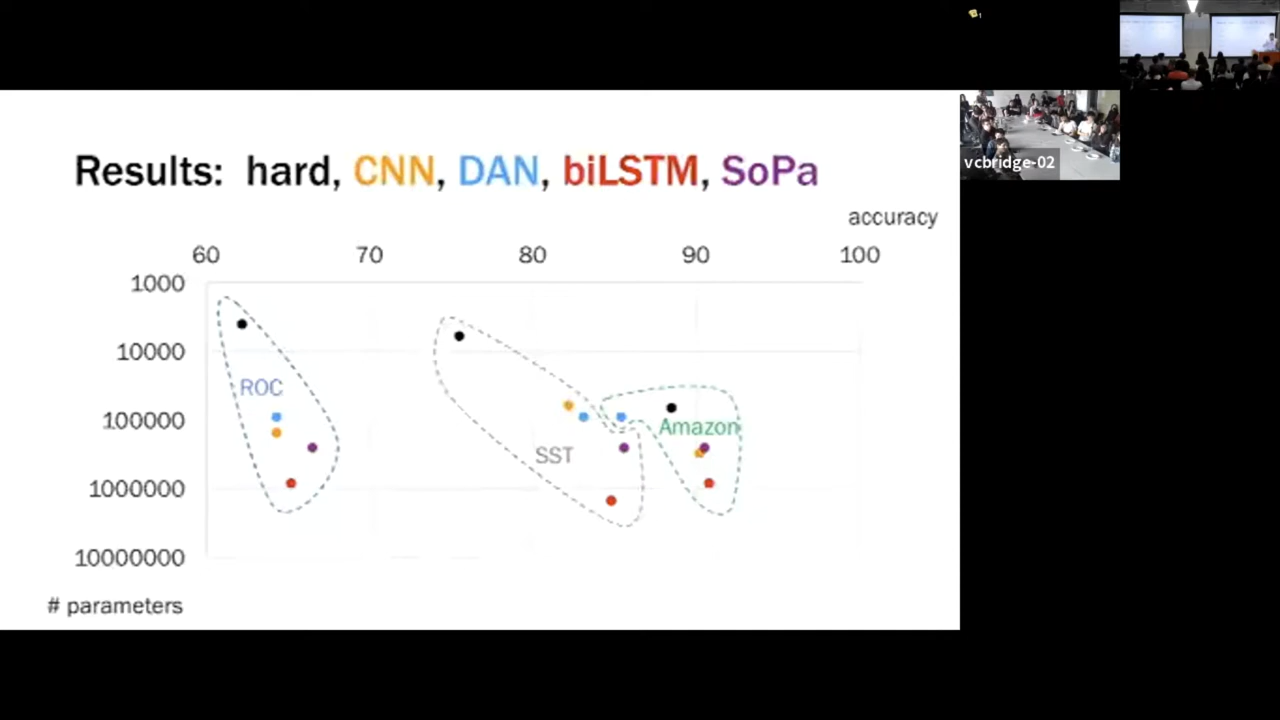 Results: hard, CNN, DAN, biLSTM, SoPa
accuracy
60 70 80 90 100
1000
10000
ROC
100000
Amazon
SST
1000000
10000000
# parameters
vcbridge-02